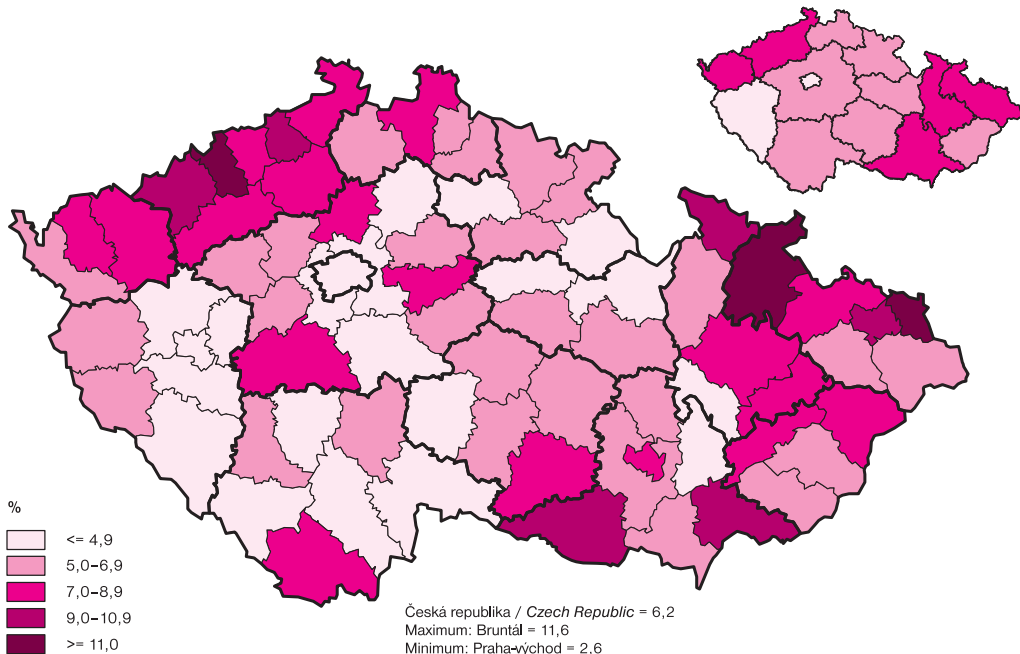 %
<= 4,9
5,0–6,9
7,0–8,9
9,0–10,9
>= 11,0
Česká republika / Czech Republic = 6,2
Maximum: Bruntál = 11,6
Minimum: Praha-východ = 2.6